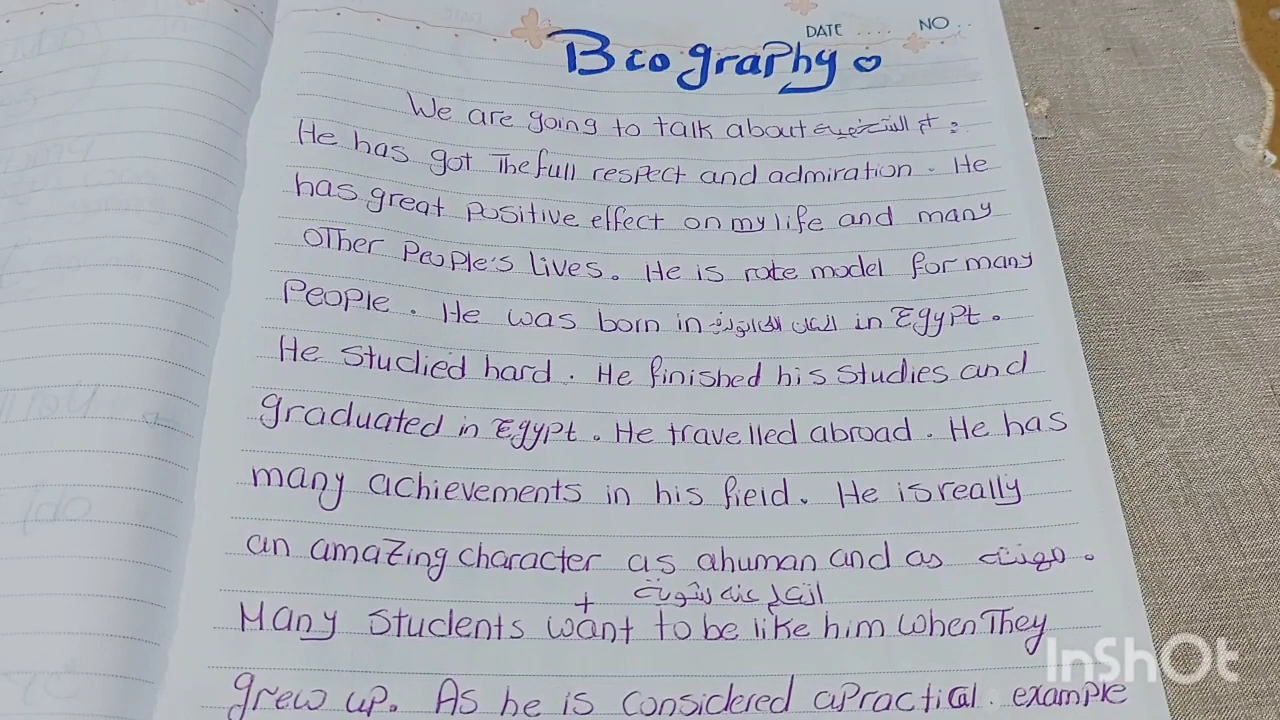 DATE .... NO ..
Biography
We are going to talk about اسم الشخصية.
He has got The full respect and admiration. He
has great positive effect on my life and many
other People's lives. He is role model for many
People. He was born in in Egypt.
He studied hard. He finished his studies and
graduated in Egypt. He travelled abroad. He has
many achievements in his field. He is really
an amazing character as a human and as مهنته.
+ اتكلم عنه شوية
Many students want to be like him when They
grew up. As he is considered a Practical example
InShOt